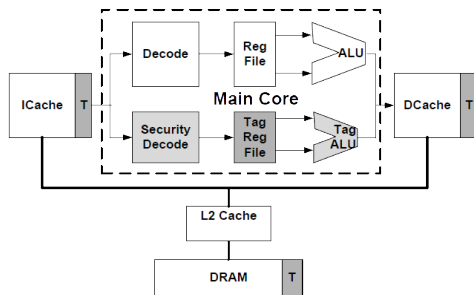 Decode
Reg
File
ALU
ICache
T
Main Core
DCache
T
Security
Decode
Tag
Reg
File
Tag
ALU
L2 Cache
DRAM
T